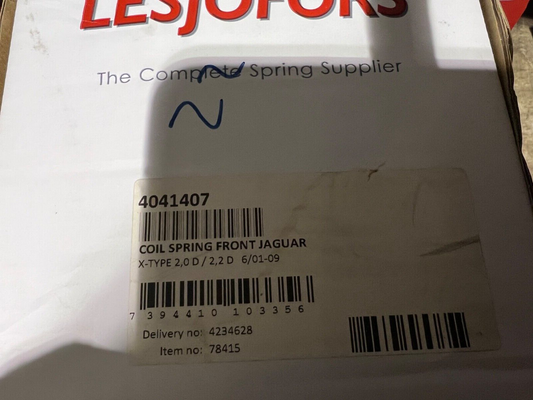 LESJÖFORS
The Complete Spring Supplier
4041407
COIL SPRING FRONT JAGUAR
X-TYPE 2,0 D / 2,2 D 6/01-09
7 394410 103356
Delivery no: 4234628
Item no: 78415